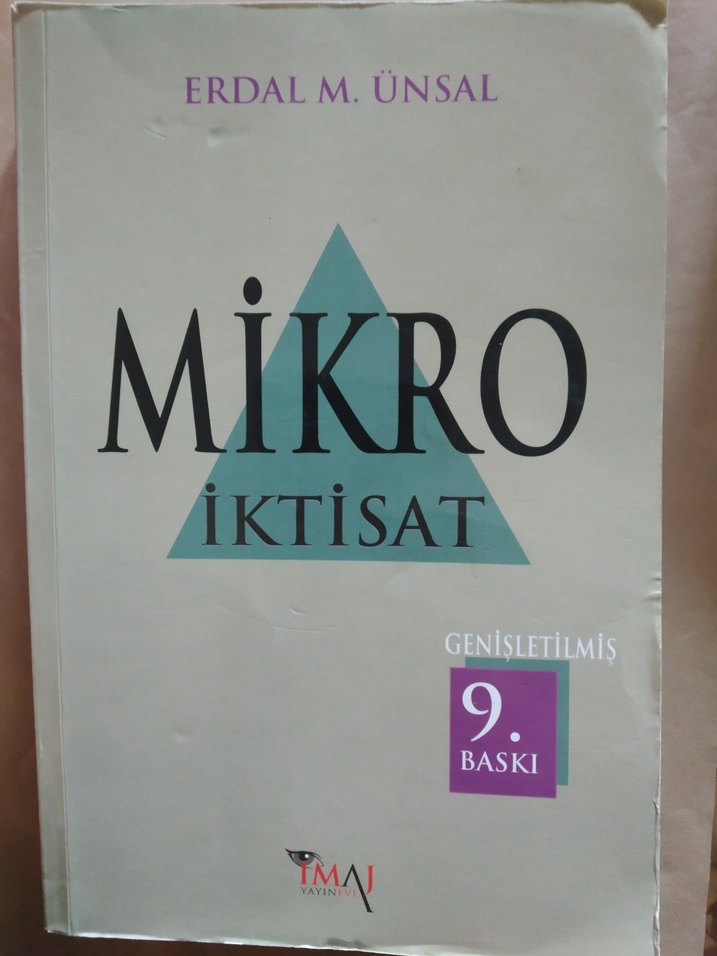 ERDAL M. ÜNSAL
MİKRO
İKTİSAT
GENİŞLETİLMİŞ
9.
BASKI
İMAJ
YAYINEVİ